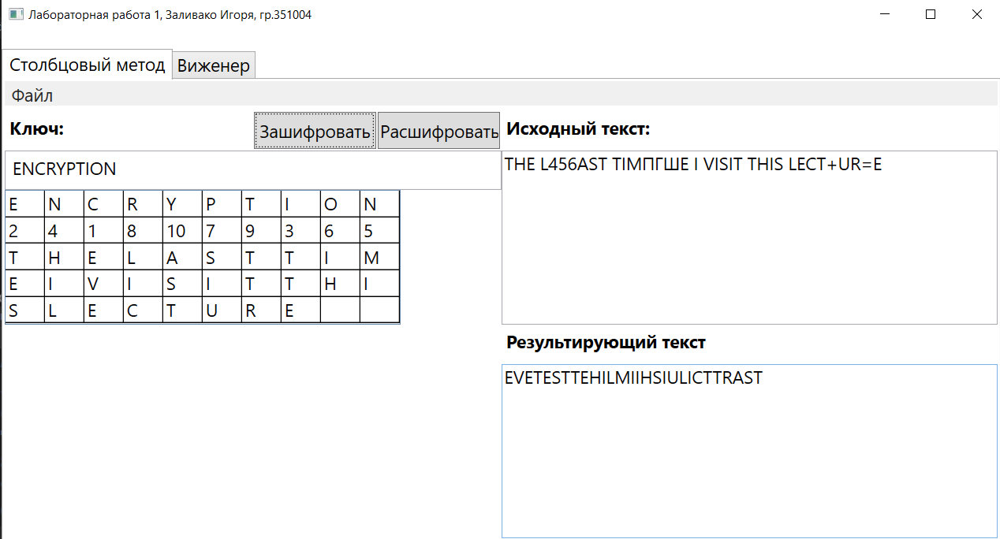 Лабораторная работа 1, Заливако Игоря, гр.351004
Столбцовый метод Виженер
Файл
Ключ: Зашифровать Расшифровать
ENCRYPTION
E N C R Y P T I O N
2 4 1 8 10 7 9 3 6 5
T H E L A S T T I M
E I V I S I T T H I
S L E C T U R E
Исходный текст:
THE L456AST TIMПГШЕ I VISIT THIS LECT+UR=E
Результирующий текст
EVETESTTEHILMIIHSIULICTTRAST